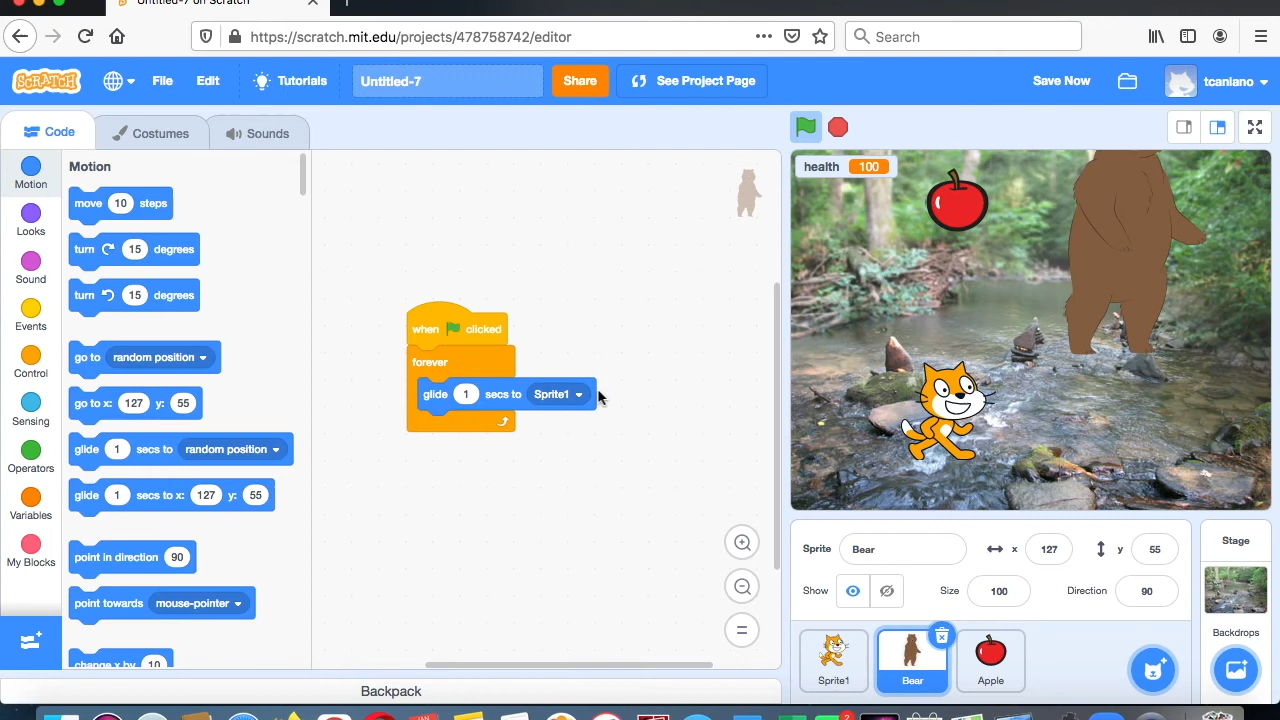 Untitled-7 on Scratch
https://scratch.mit.edu/projects/478758742/editor
Search
SCRATCH
File
Edit
Tutorials
Untitled-7
Share
See Project Page
Save Now
tcaniano
Code
Costumes
Sounds
Motion
Looks
Sound
Events
Control
Sensing
Operators
Variables
My Blocks
Motion
move 10 steps
turn 15 degrees
turn 15 degrees
go to random position
go to x: 127 y: 55
glide 1 secs to random position
glide 1 secs to x: 127 y: 55
point in direction 90
point towards mouse-pointer
change x by 10
when clicked
forever
glide 1 secs to Sprite1
health 100
Sprite Bear x 127 y 55
Show Size 100 Direction 90
Sprite1
Bear
Apple
Stage
Backdrops
Backpack
JAN
2